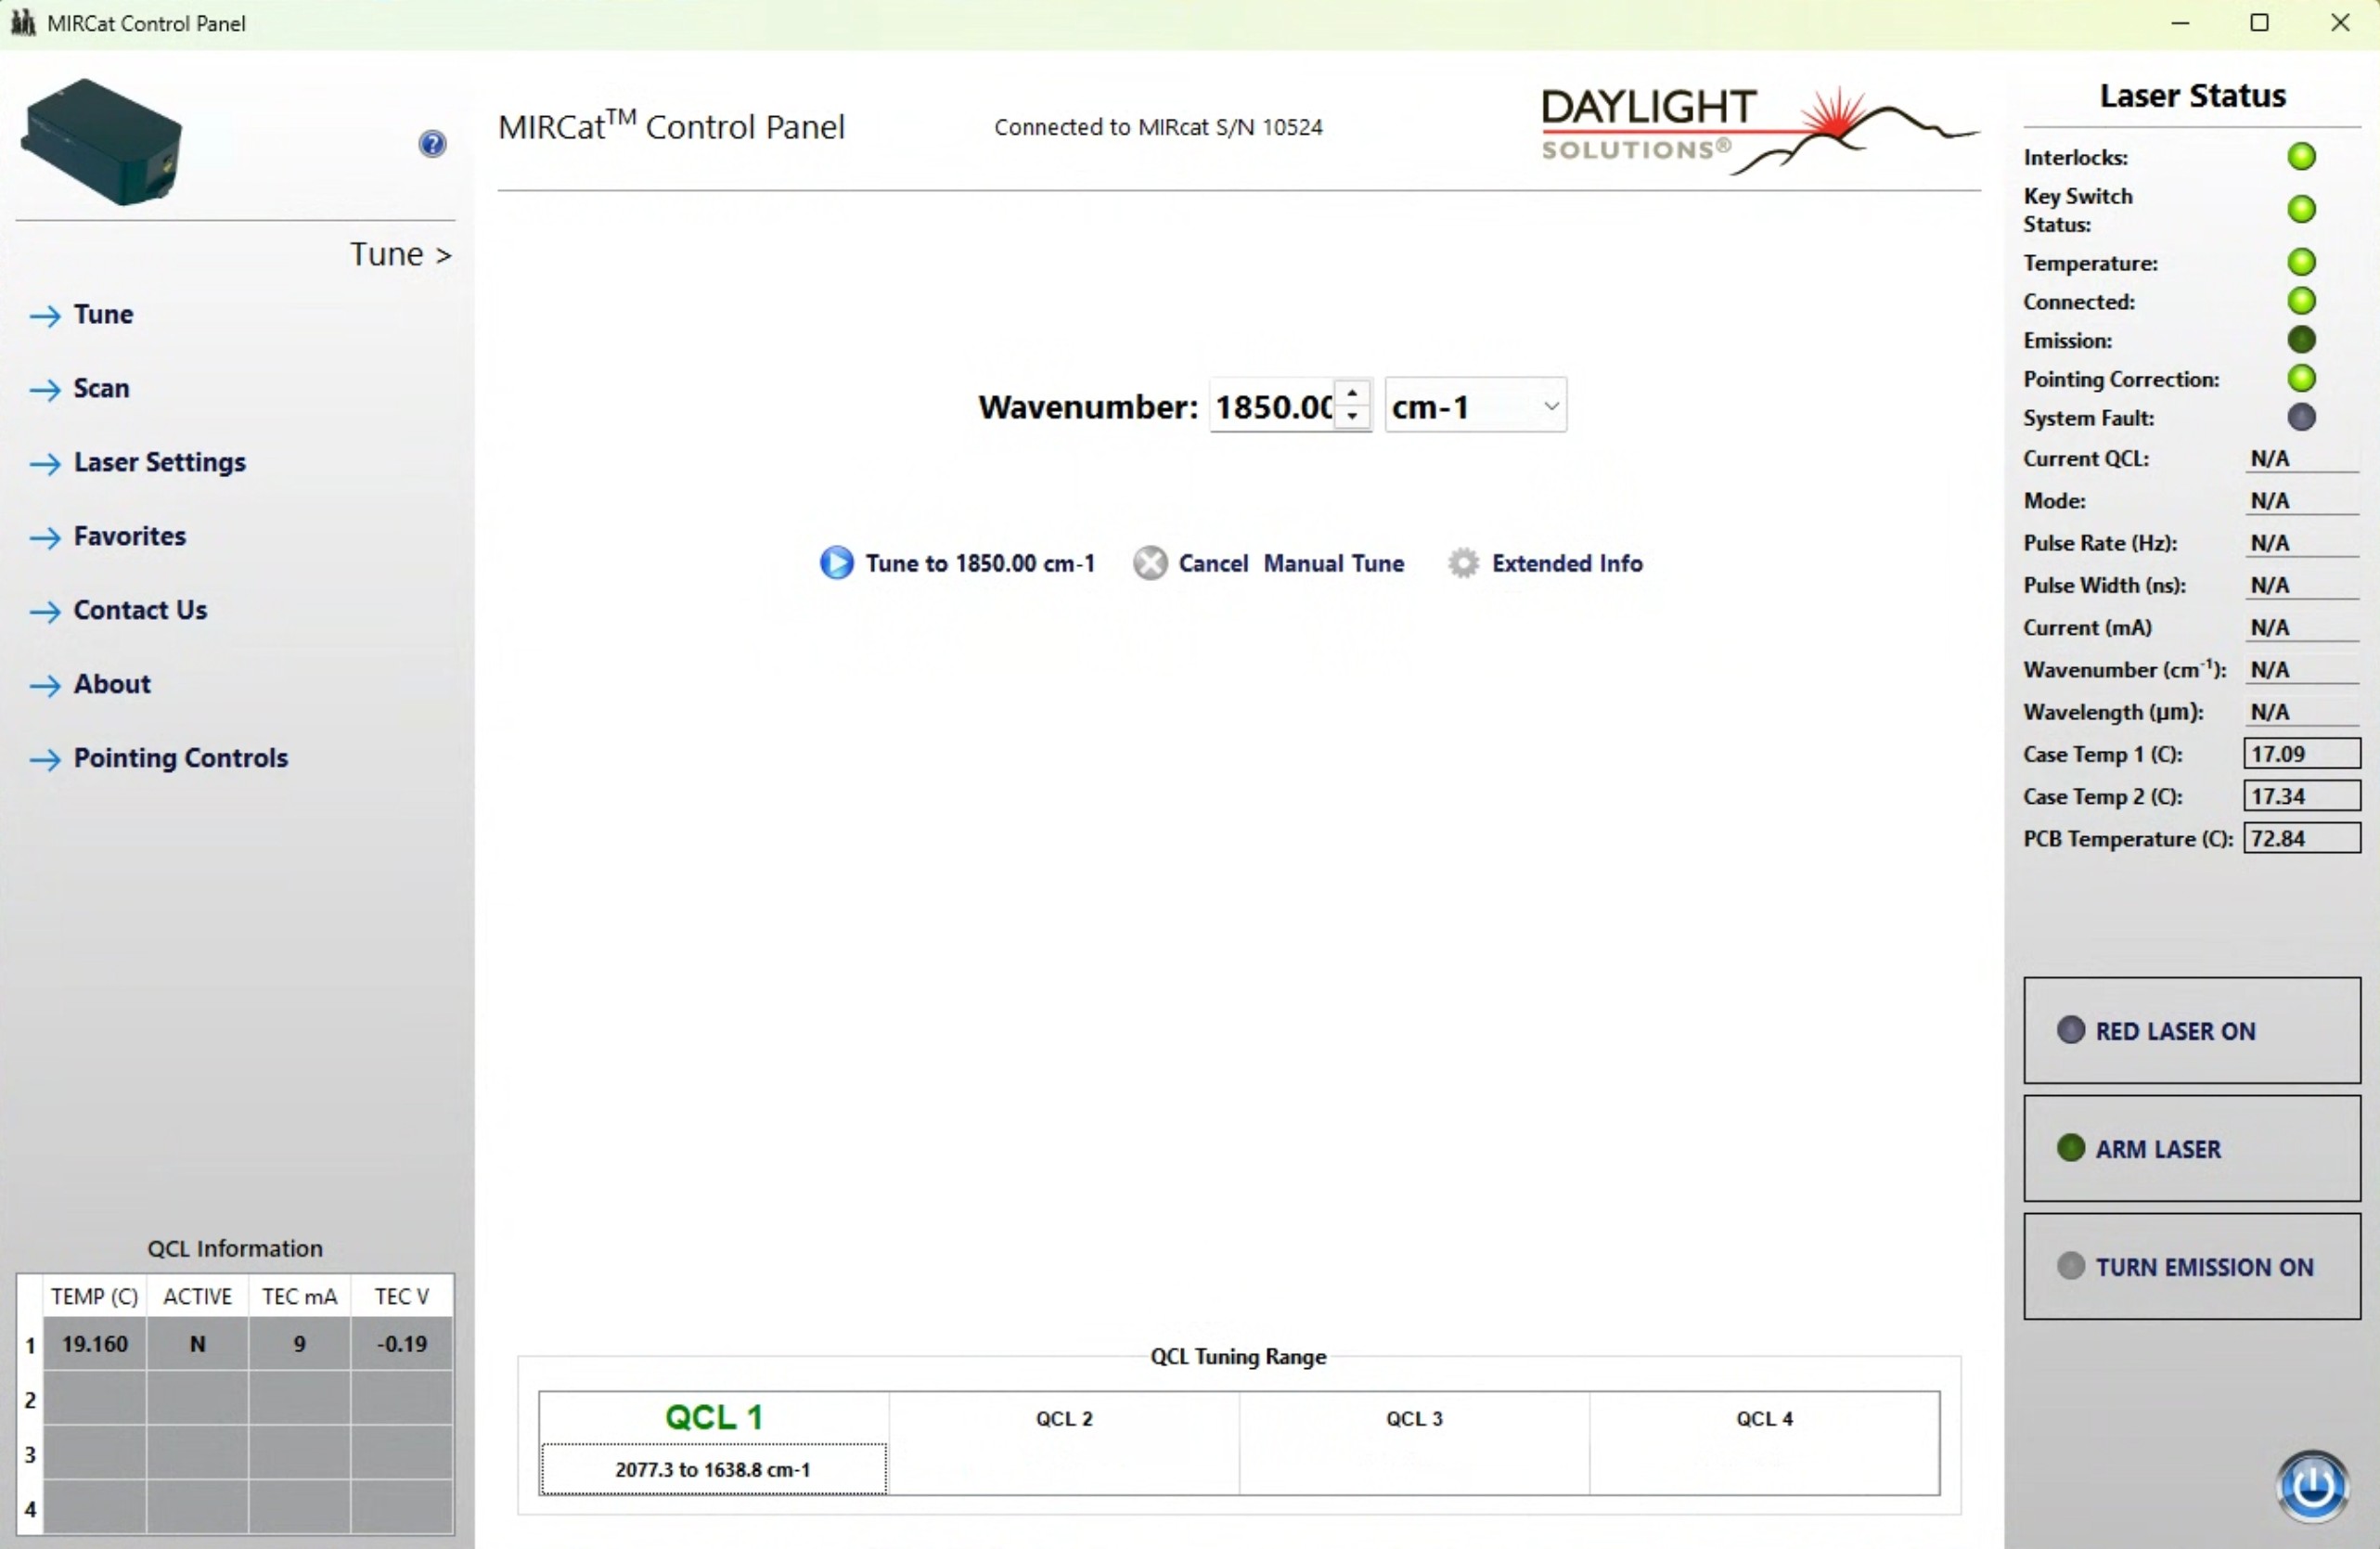 MIRCat Control Panel
MIRCat™ Control Panel
Connected to MIRcat S/N 10524
DAYLIGHT
SOLUTIONS®
Tune >
Tune
Scan
Laser Settings
Favorites
Contact Us
About
Pointing Controls
QCL Information
TEMP (C) ACTIVE TEC mA TEC V
1 19.160 N 9 -0.19
2
3
4
Wavenumber: 1850.00 cm-1
Tune to 1850.00 cm-1 Cancel Manual Tune Extended Info
QCL Tuning Range
QCL 1 QCL 2 QCL 3 QCL 4
2077.3 to 1638.8 cm-1
Laser Status
Interlocks:
Key Switch
Status:
Temperature:
Connected:
Emission:
Pointing Correction:
System Fault:
Current QCL: N/A
Mode: N/A
Pulse Rate (Hz): N/A
Pulse Width (ns): N/A
Current (mA) N/A
Wavenumber (cm⁻¹): N/A
Wavelength (µm): N/A
Case Temp 1 (C): 17.09
Case Temp 2 (C): 17.34
PCB Temperature (C): 72.84
RED LASER ON
ARM LASER
TURN EMISSION ON